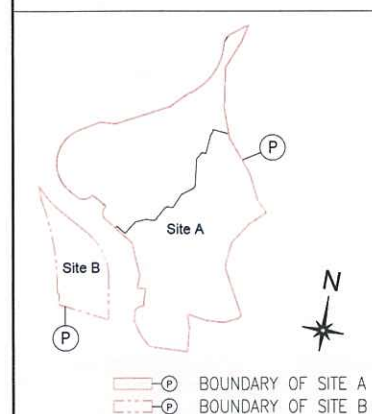 P
Site A
Site B
P
N
P BOUNDARY OF SITE A
P BOUNDARY OF SITE B